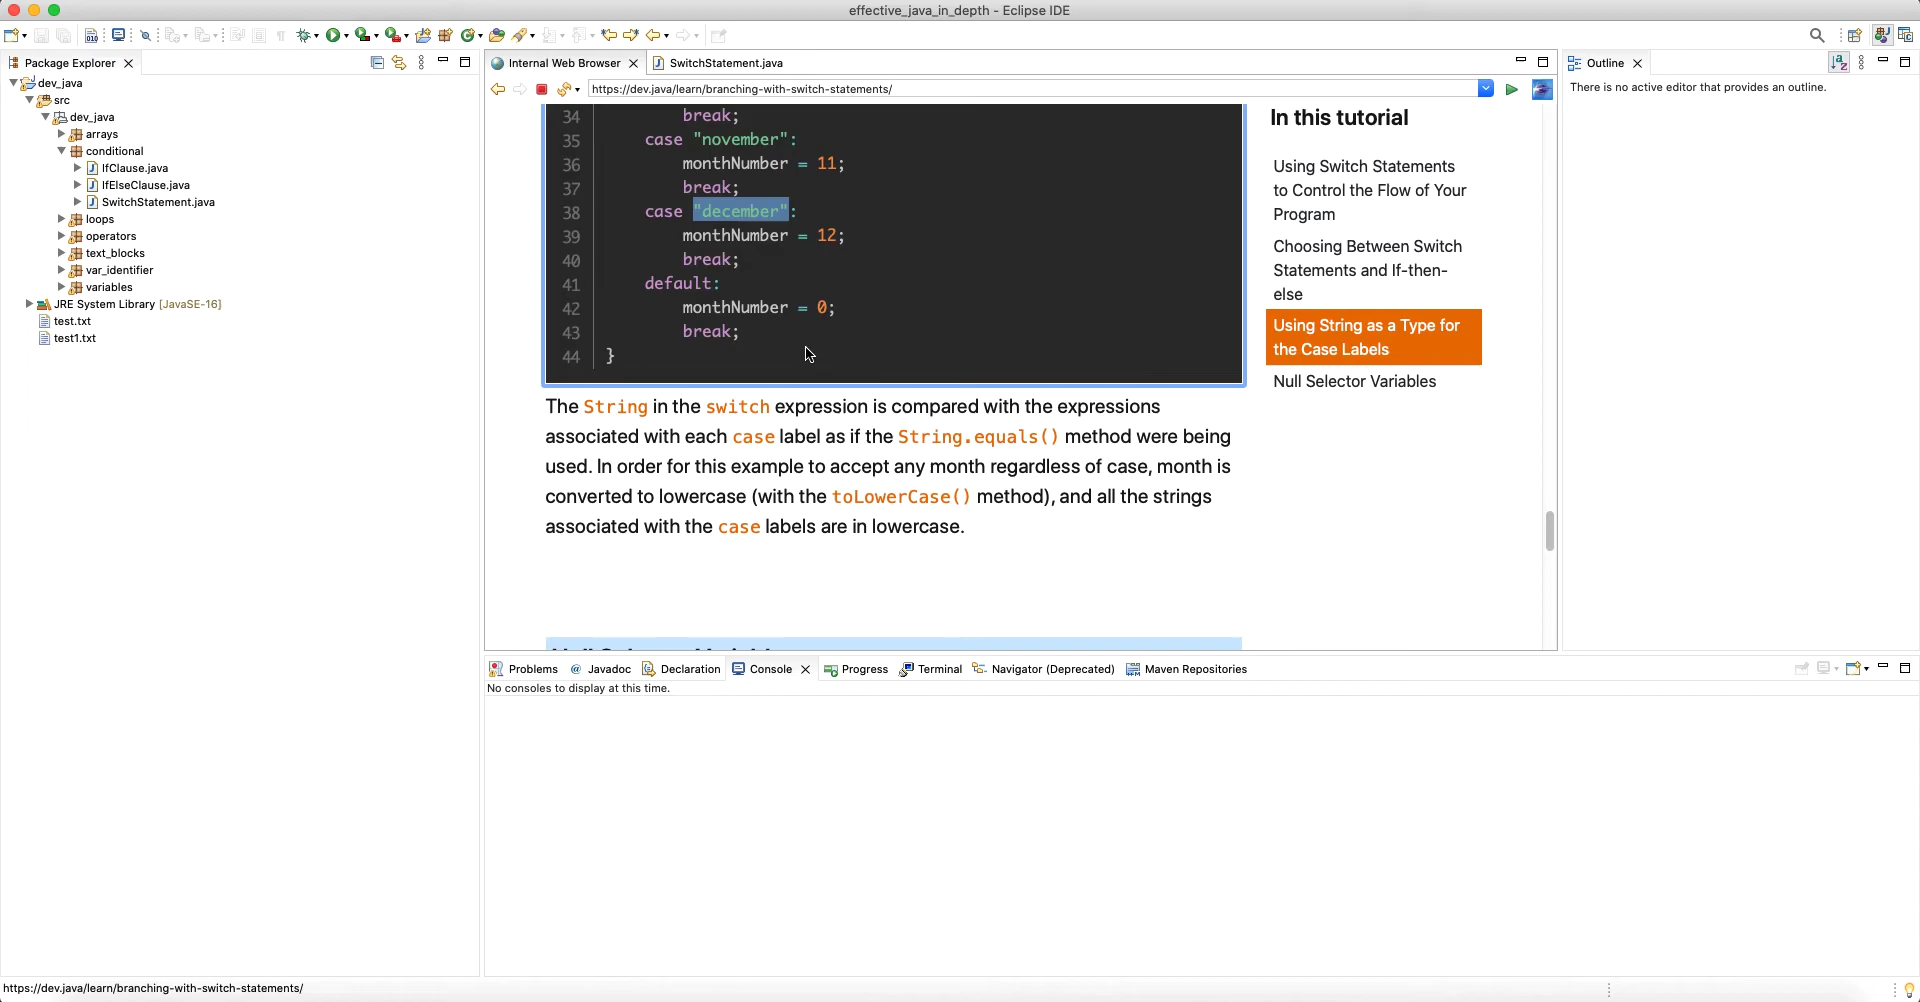 effective_java_in_depth - Eclipse IDE
Package Explorer
dev_java
src
dev_java
arrays
conditional
IfClause.java
IfElseClause.java
SwitchStatement.java
loops
operators
text_blocks
var_identifier
variables
JRE System Library [JavaSE-16]
test.txt
test1.txt
Internal Web Browser
SwitchStatement.java
https://dev.java/learn/branching-with-switch-statements/
34 break;
35 case "november":
36 monthNumber = 11;
37 break;
38 case "december":
39 monthNumber = 12;
40 break;
41 default:
42 monthNumber = 0;
43 break;
44 }
The String in the switch expression is compared with the expressions
associated with each case label as if the String.equals() method were being
used. In order for this example to accept any month regardless of case, month is
converted to lowercase (with the toLowerCase() method), and all the strings
associated with the case labels are in lowercase.
In this tutorial
Using Switch Statements
to Control the Flow of Your
Program
Choosing Between Switch
Statements and If-then-
else
Using String as a Type for
the Case Labels
Null Selector Variables
Outline
There is no active editor that provides an outline.
Problems
Javadoc
Declaration
Console
Progress
Terminal
Navigator (Deprecated)
Maven Repositories
No consoles to display at this time.
https://dev.java/learn/branching-with-switch-statements/